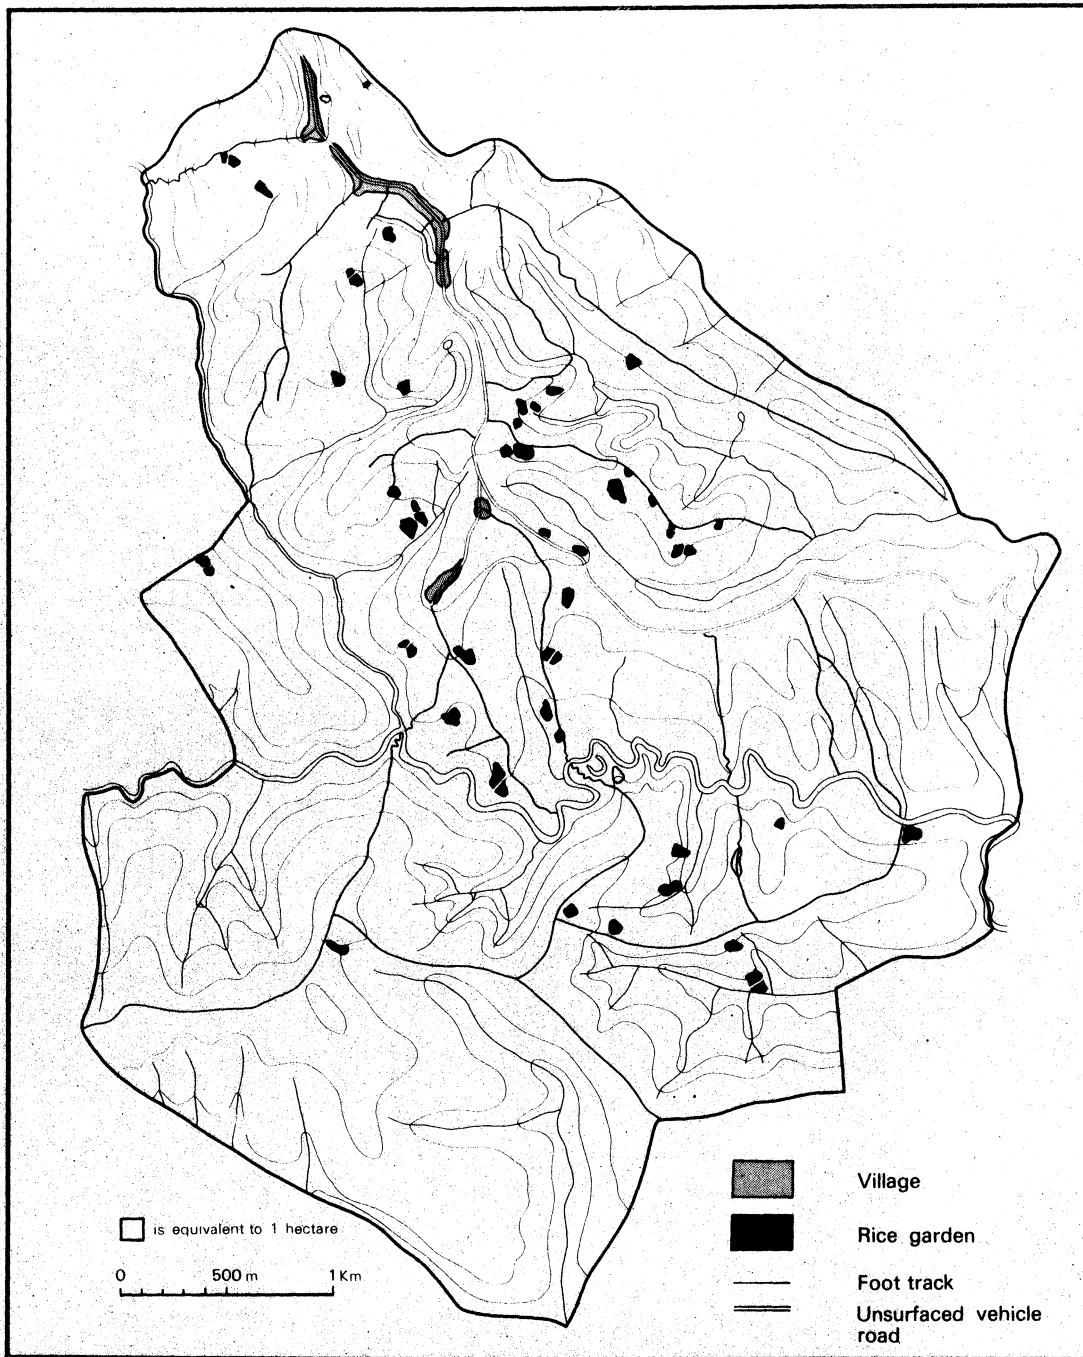 Village
Rice garden
Foot track
Unsurfaced vehicle
road
is equivalent to 1 hectare
0 500 m 1 Km